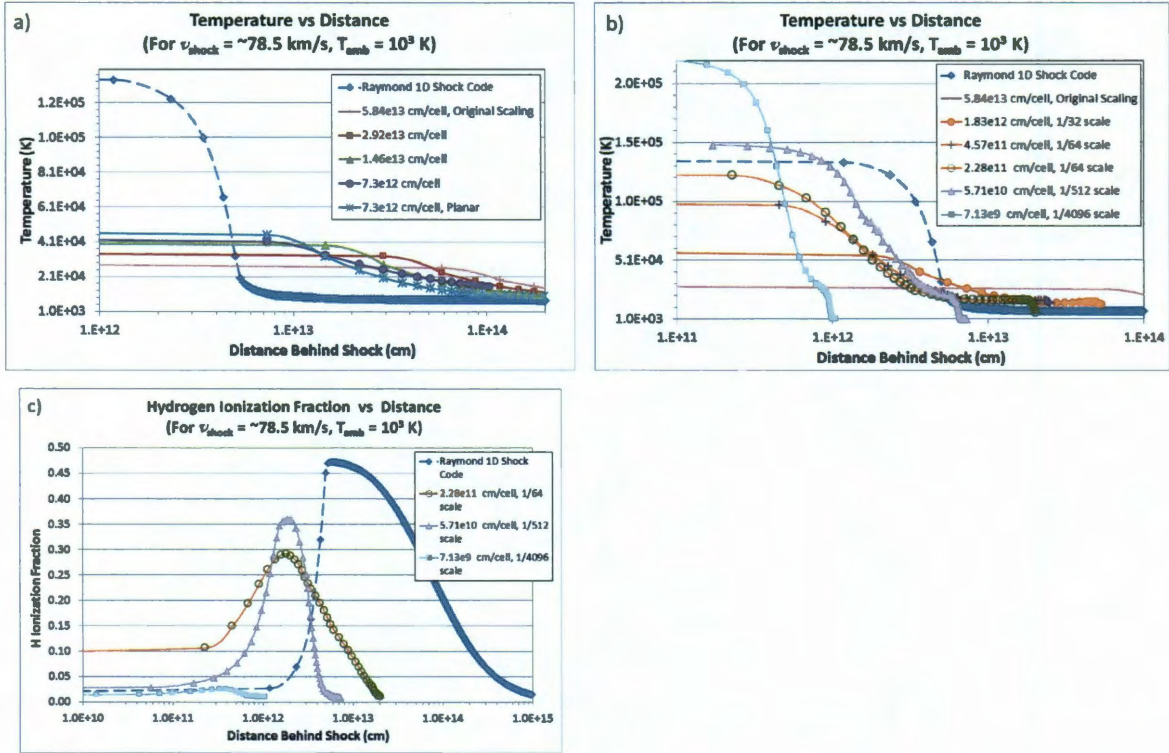 a)
Temperature vs Distance
(For vshock = ~78.5 km/s, Tamb = 10³ K)
Temperature (K)
1.2E+05
1.0E+05
8.1E+04
6.1E+04
4.1E+04
2.1E+04
1.0E+03
-Raymond 1D Shock Code
5.84e13 cm/cell, Original Scaling
2.92e13 cm/cell
1.46e13 cm/cell
7.3e12 cm/cell
7.3e12 cm/cell, Planar
1.E+12
1.E+13
1.E+14
Distance Behind Shock (cm)
b)
Temperature vs Distance
(For vshock = ~78.5 km/s, Tamb = 10³ K)
Temperature (K)
2.0E+05
1.5E+05
1.0E+05
5.1E+04
1.0E+03
Raymond 1D Shock Code
5.84e13 cm/cell, Original Scaling
1.83e12 cm/cell, 1/32 scale
4.57e11 cm/cell, 1/64 scale
2.28e11 cm/cell, 1/64 scale
5.71e10 cm/cell, 1/512 scale
7.13e9 cm/cell, 1/4096 scale
1.E+11
1.E+12
1.E+13
1.E+14
Distance Behind Shock (cm)
c)
Hydrogen Ionization Fraction vs Distance
(For vshock = ~78.5 km/s, Tamb = 10³ K)
H Ionization Fraction
0.50
0.45
0.40
0.35
0.30
0.25
0.20
0.15
0.10
0.05
0.00
-Raymond 1D Shock
Code
2.28e11 cm/cell, 1/64
scale
5.71e10 cm/cell, 1/512
scale
7.13e9 cm/cell, 1/4096
scale
1.0E+10
1.0E+11
1.0E+12
1.0E+13
1.0E+14
1.0E+15
Distance Behind Shock (cm)